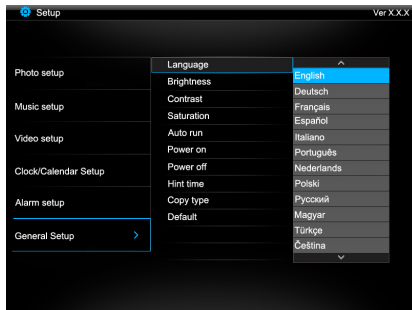 Setup
Ver X.X.X
Photo setup
Music setup
Video setup
Clock/Calendar Setup
Alarm setup
General Setup
Language
Brightness
Contrast
Saturation
Auto run
Power on
Power off
Hint time
Copy type
Default
English
Deutsch
Français
Español
Italiano
Português
Nederlands
Polski
Русский
Magyar
Türkçe
Čeština